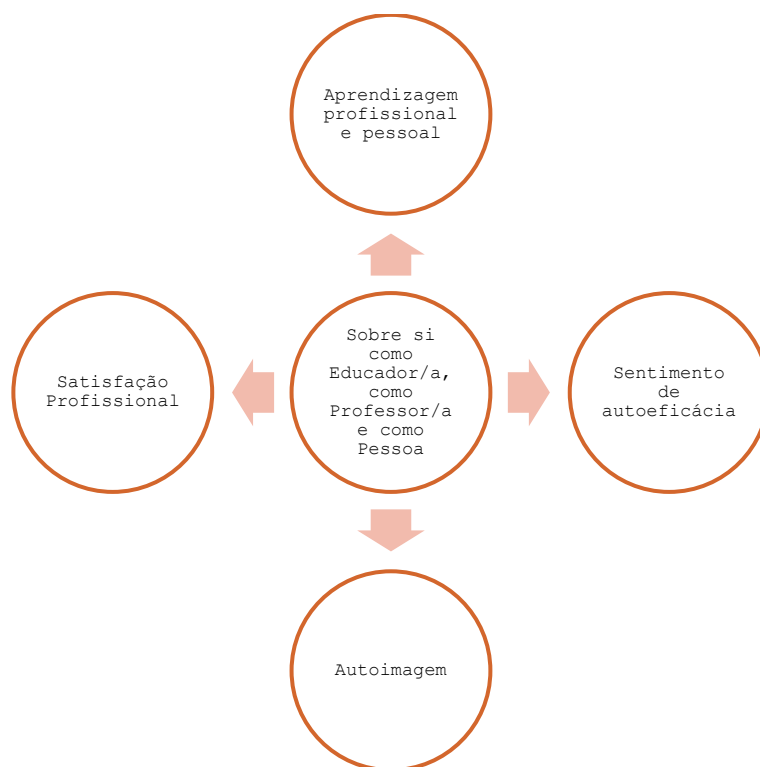 Aprendizagem
profissional
e pessoal
Satisfação
Profissional
Sobre si
como
Educador/a,
como
Professor/a
e como
Pessoa
Sentimento
de
autoeficácia
Autoimagem